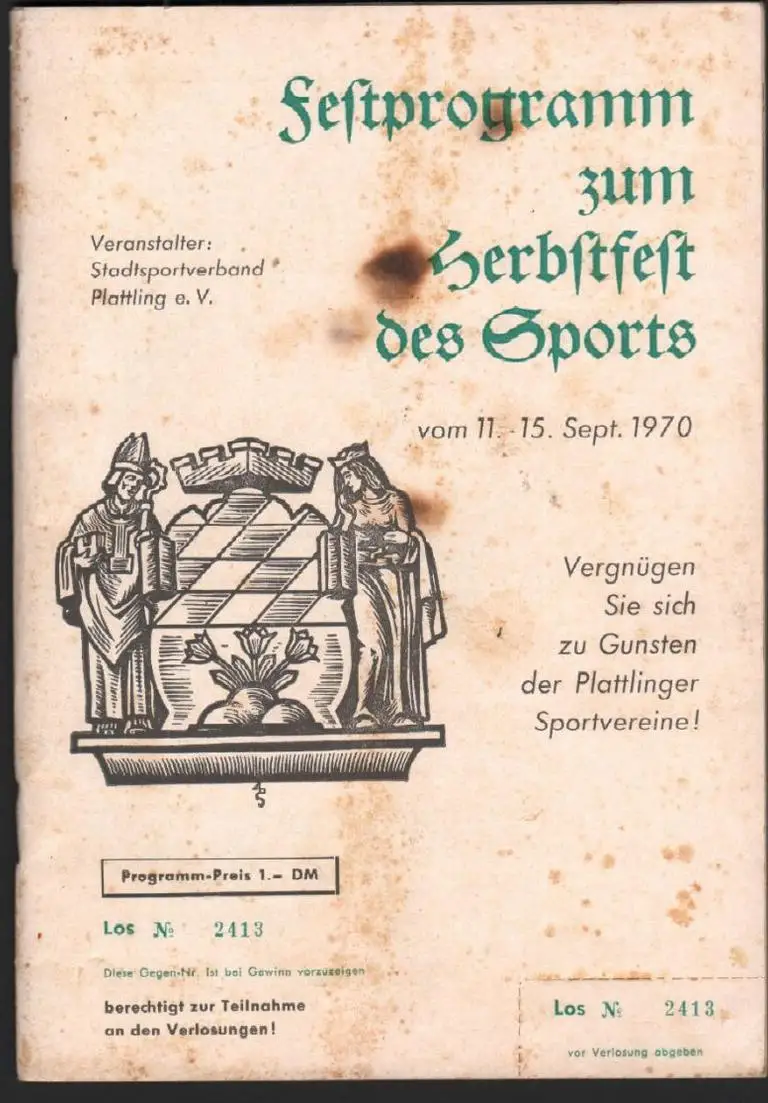 Festprogramm
zum
Herbstfest
des Sports
Veranstalter:
Stadtsportverband
Plattling e. V.
vom 11. - 15. Sept. 1970
Vergnügen
Sie sich
zu Gunsten
der Plattlinger
Sportvereine!
Programm-Preis 1.– DM
Los № 2413
Diese Gegen-Nr. ist bei Gewinn vorzuzeigen
berechtigt zur Teilnahme
an den Verlosungen!
Los № 2413
vor Verlosung abgeben